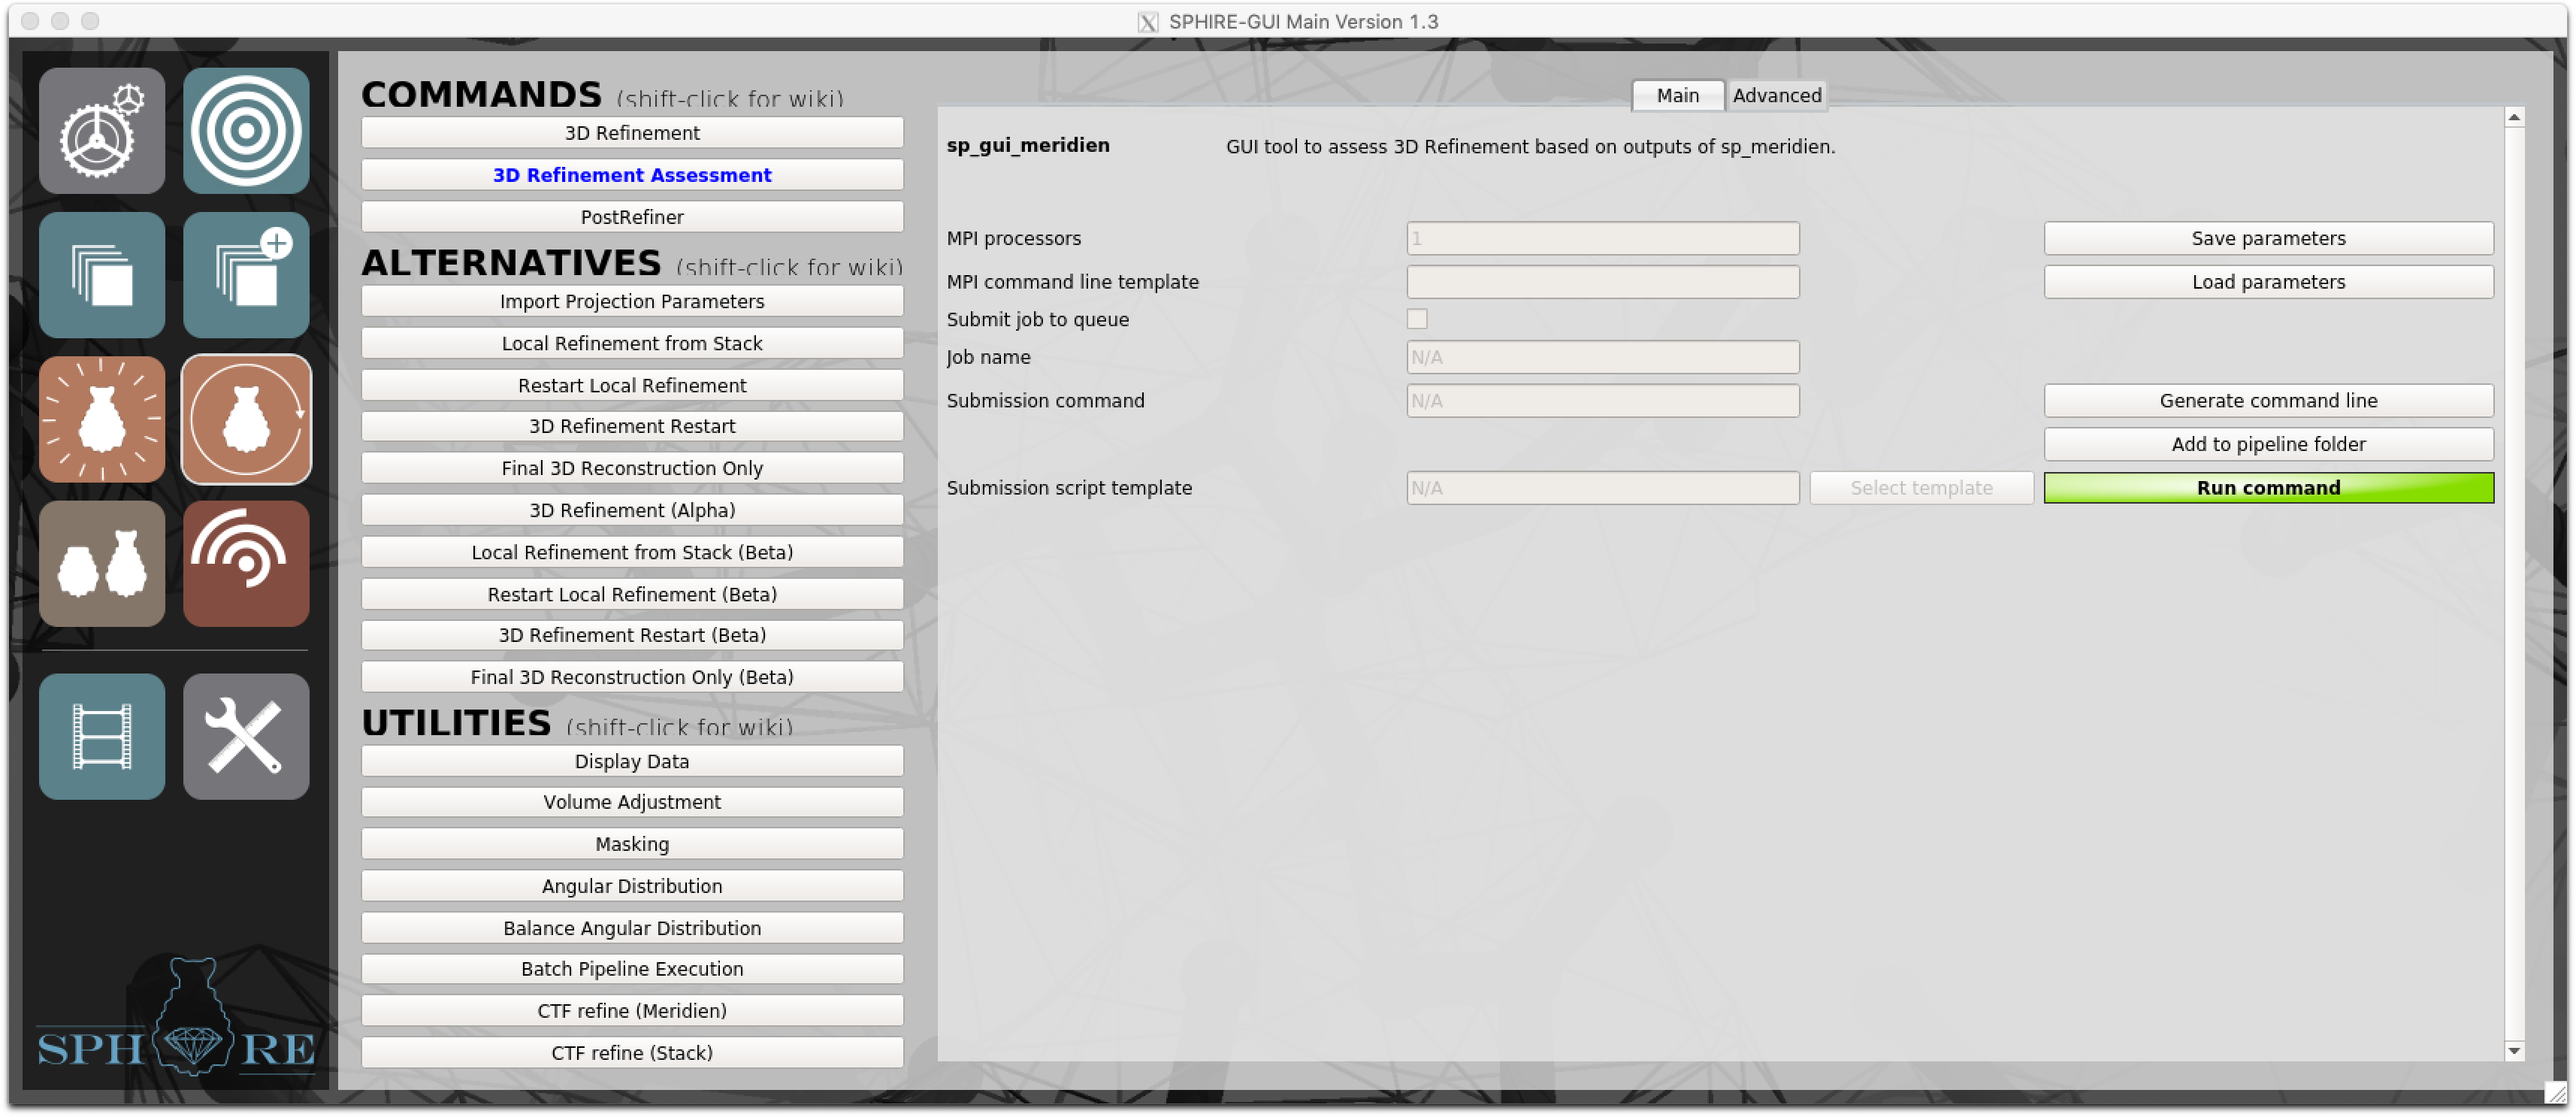 SPHIRE-GUI Main Version 1.3
COMMANDS (shift-click for wiki)
3D Refinement
3D Refinement Assessment
PostRefiner
ALTERNATIVES (shift-click for wiki)
Import Projection Parameters
Local Refinement from Stack
Restart Local Refinement
3D Refinement Restart
Final 3D Reconstruction Only
3D Refinement (Alpha)
Local Refinement from Stack (Beta)
Restart Local Refinement (Beta)
3D Refinement Restart (Beta)
Final 3D Reconstruction Only (Beta)
UTILITIES (shift-click for wiki)
Display Data
Volume Adjustment
Masking
Angular Distribution
Balance Angular Distribution
Batch Pipeline Execution
CTF refine (Meridien)
CTF refine (Stack)
Main Advanced
sp_gui_meridien GUI tool to assess 3D Refinement based on outputs of sp_meridien.
MPI processors 1 Save parameters
MPI command line template Load parameters
Submit job to queue
Job name N/A
Submission command N/A Generate command line
Add to pipeline folder
Submission script template N/A Select template Run command
SPHIRE